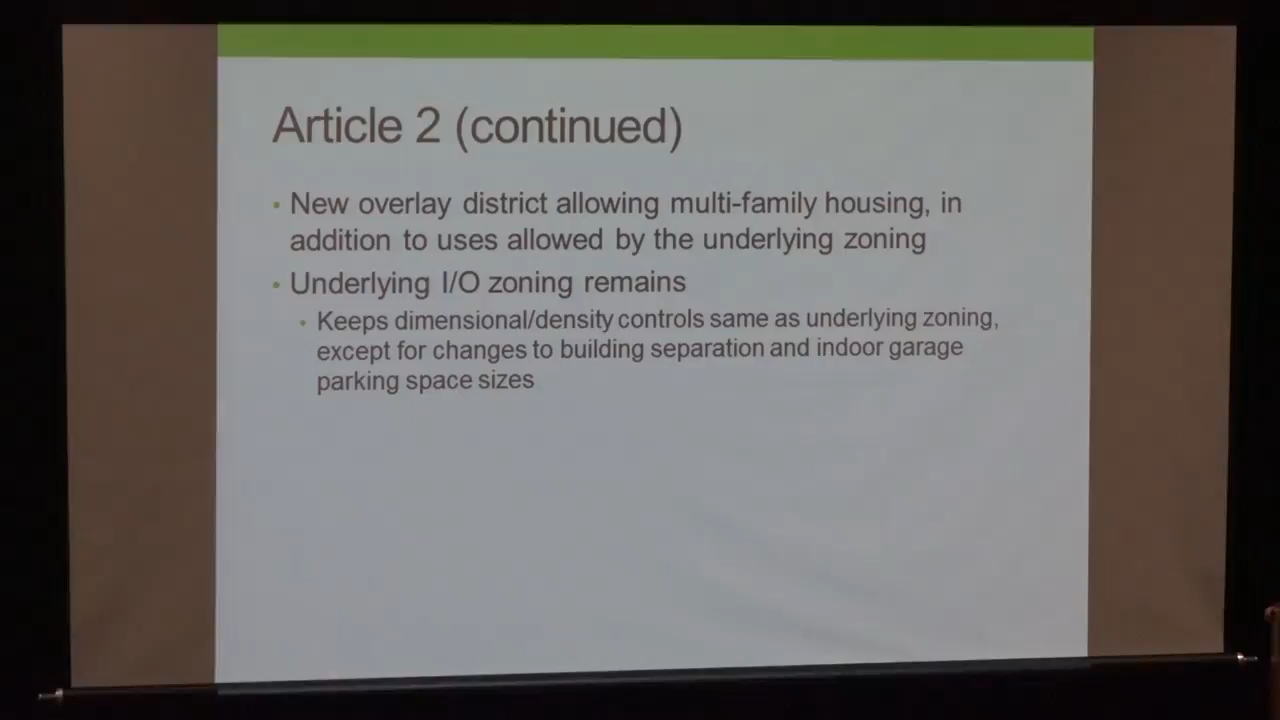 Article 2 (continued)
• New overlay district allowing multi-family housing, in
addition to uses allowed by the underlying zoning
• Underlying I/O zoning remains
• Keeps dimensional/density controls same as underlying zoning,
except for changes to building separation and indoor garage
parking space sizes